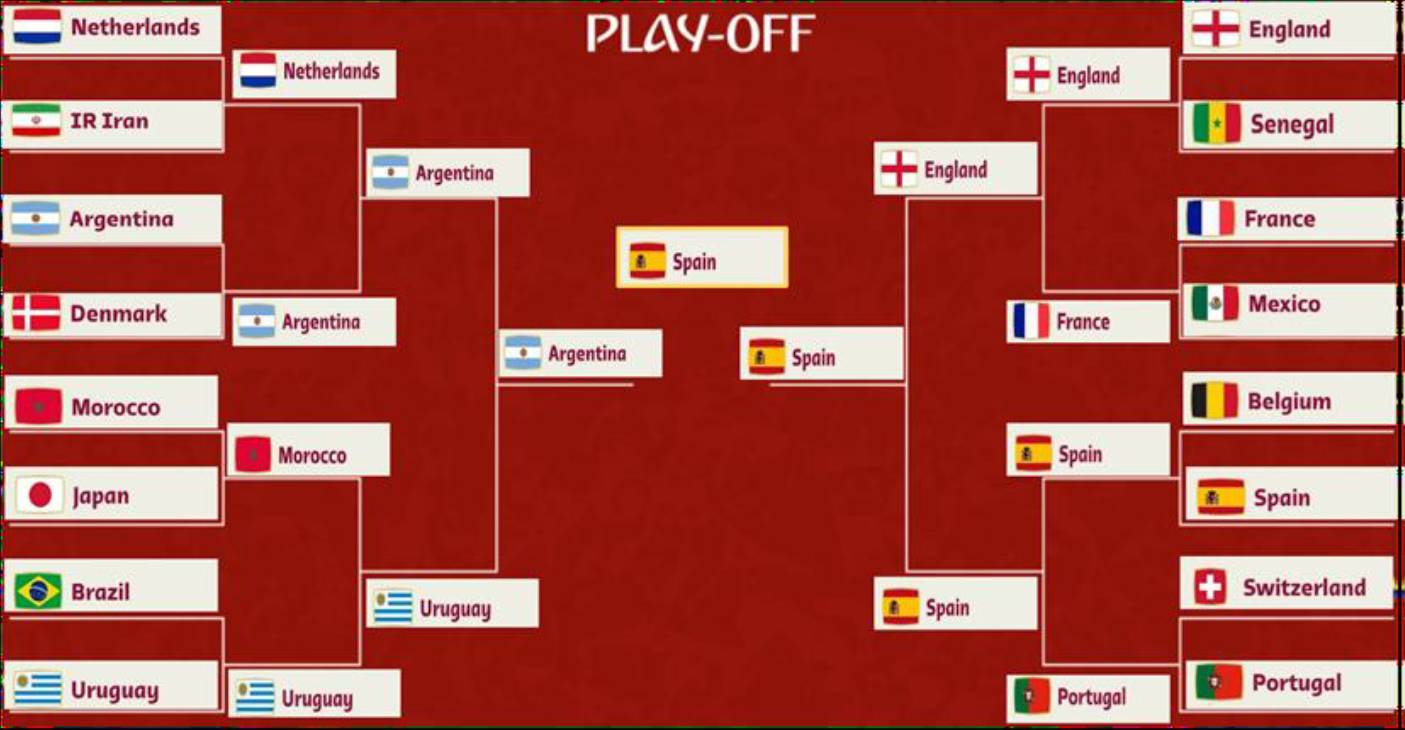 PLAY-OFF
Netherlands
IR Iran
Argentina
Denmark
Morocco
Japan
Brazil
Uruguay
Netherlands
Argentina
Morocco
Uruguay
Argentina
Uruguay
Argentina
Spain
Spain
England
Spain
England
France
Spain
Portugal
England
Senegal
France
Mexico
Belgium
Spain
Switzerland
Portugal